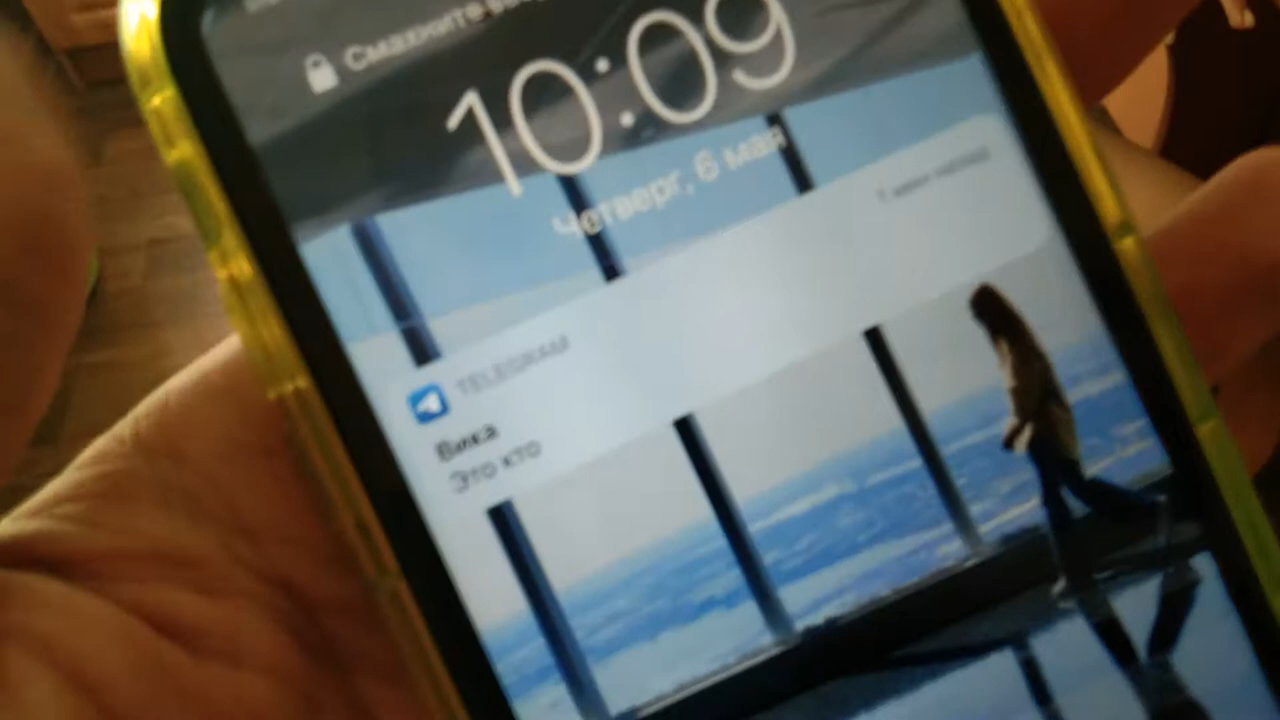 Смахните
10:09
четверг, 6 мая
TELEGRAM
Вика
Это кто